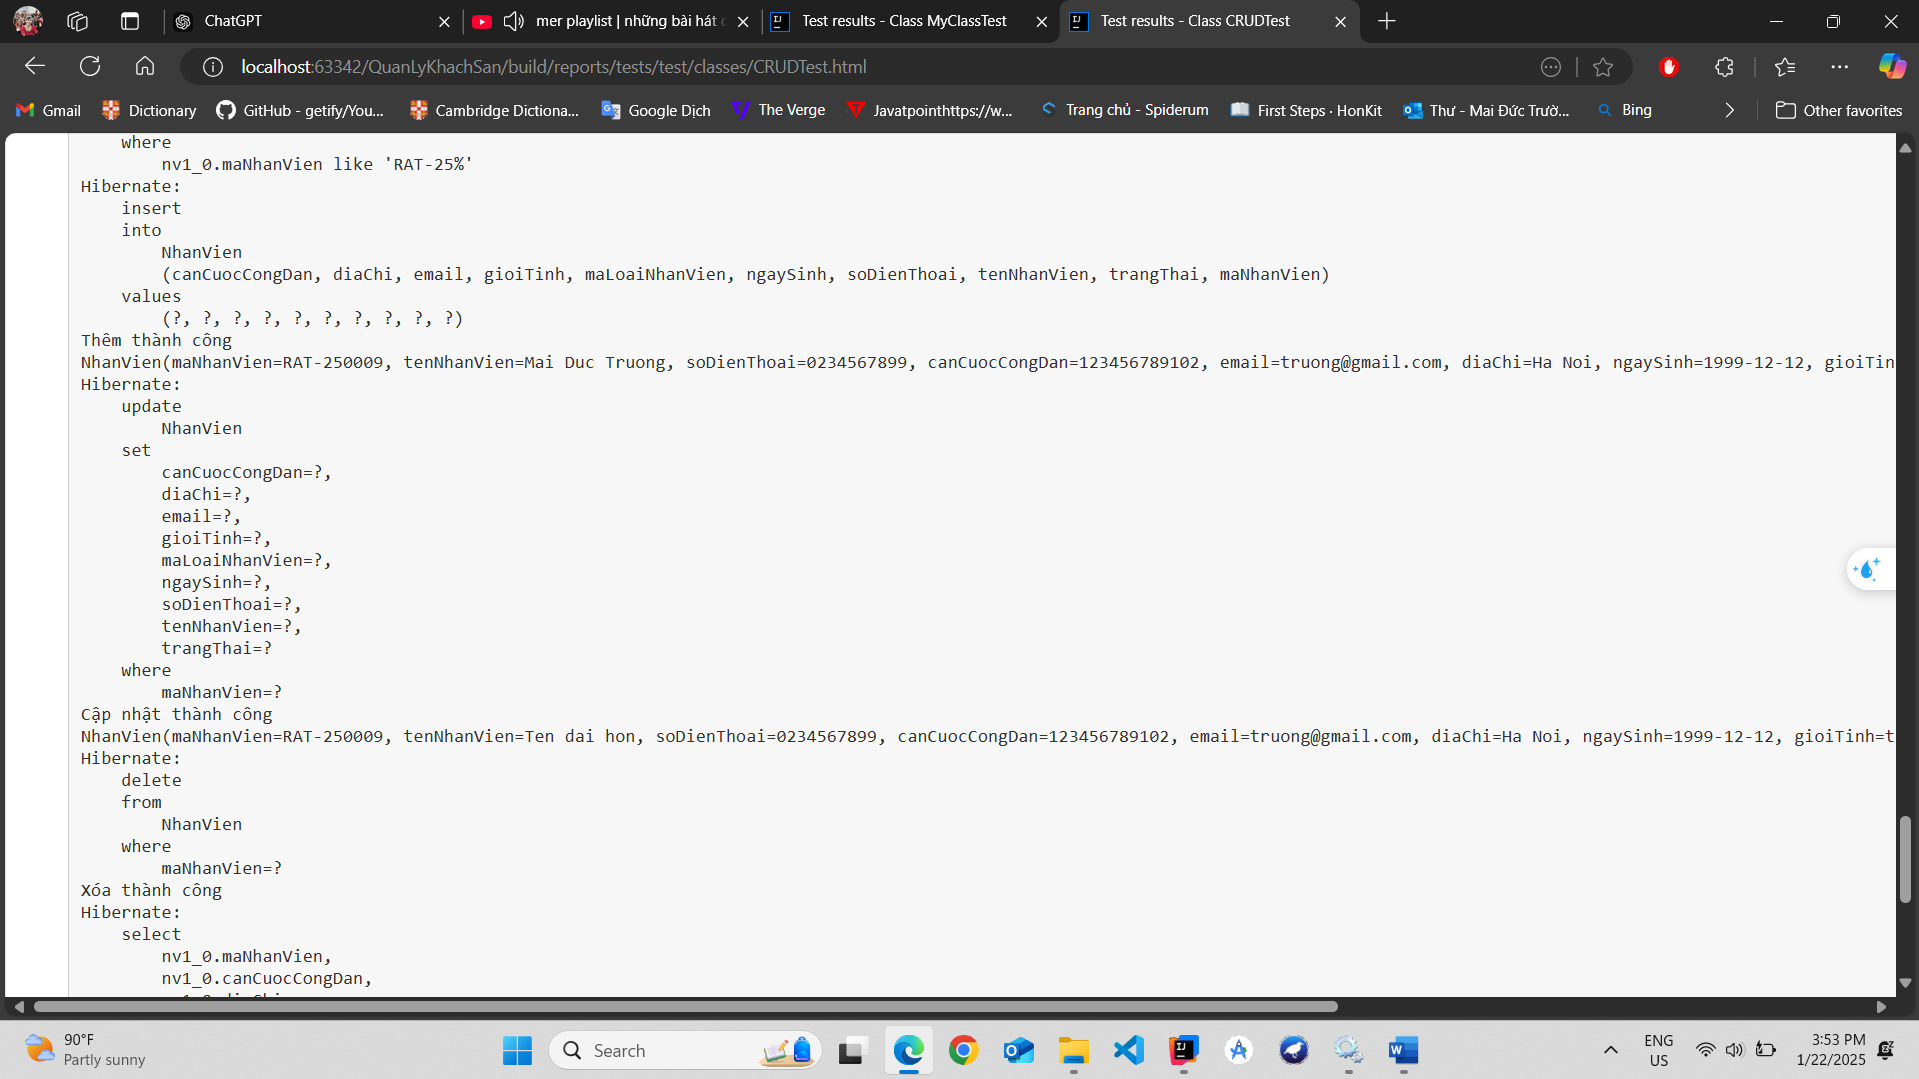 ChatGPT
mer playlist | những bài hát
Test results - Class MyClassTest
Test results - Class CRUDTest
localhost:63342/QuanLyKhachSan/build/reports/tests/test/classes/CRUDTest.html
Gmail
Dictionary
GitHub - getify/You...
Cambridge Dictiona...
Google Dịch
The Verge
Javatpointhttps://w...
Trang chủ - Spiderum
First Steps · HonKit
Thư - Mai Đức Trườ...
Bing
Other favorites
where
nv1_0.maNhanVien like 'RAT-25%'
Hibernate:
insert
into
NhanVien
(canCuocCongDan, diaChi, email, gioiTinh, maLoaiNhanVien, ngaySinh, soDienThoai, tenNhanVien, trangThai, maNhanVien)
values
(?, ?, ?, ?, ?, ?, ?, ?, ?, ?)
Thêm thành công
NhanVien(maNhanVien=RAT-250009, tenNhanVien=Mai Duc Truong, soDienThoai=0234567899, canCuocCongDan=123456789102, email=truong@gmail.com, diaChi=Ha Noi, ngaySinh=1999-12-12, gioiTin
Hibernate:
update
NhanVien
set
canCuocCongDan=?,
diaChi=?,
email=?,
gioiTinh=?,
maLoaiNhanVien=?,
ngaySinh=?,
soDienThoai=?,
tenNhanVien=?,
trangThai=?
where
maNhanVien=?
Cập nhật thành công
NhanVien(maNhanVien=RAT-250009, tenNhanVien=Ten dai hon, soDienThoai=0234567899, canCuocCongDan=123456789102, email=truong@gmail.com, diaChi=Ha Noi, ngaySinh=1999-12-12, gioiTinh=t
Hibernate:
delete
from
NhanVien
where
maNhanVien=?
Xóa thành công
Hibernate:
select
nv1_0.maNhanVien,
nv1_0.canCuocCongDan,
90°F
Partly sunny
Search
ENG
US
3:53 PM
1/22/2025